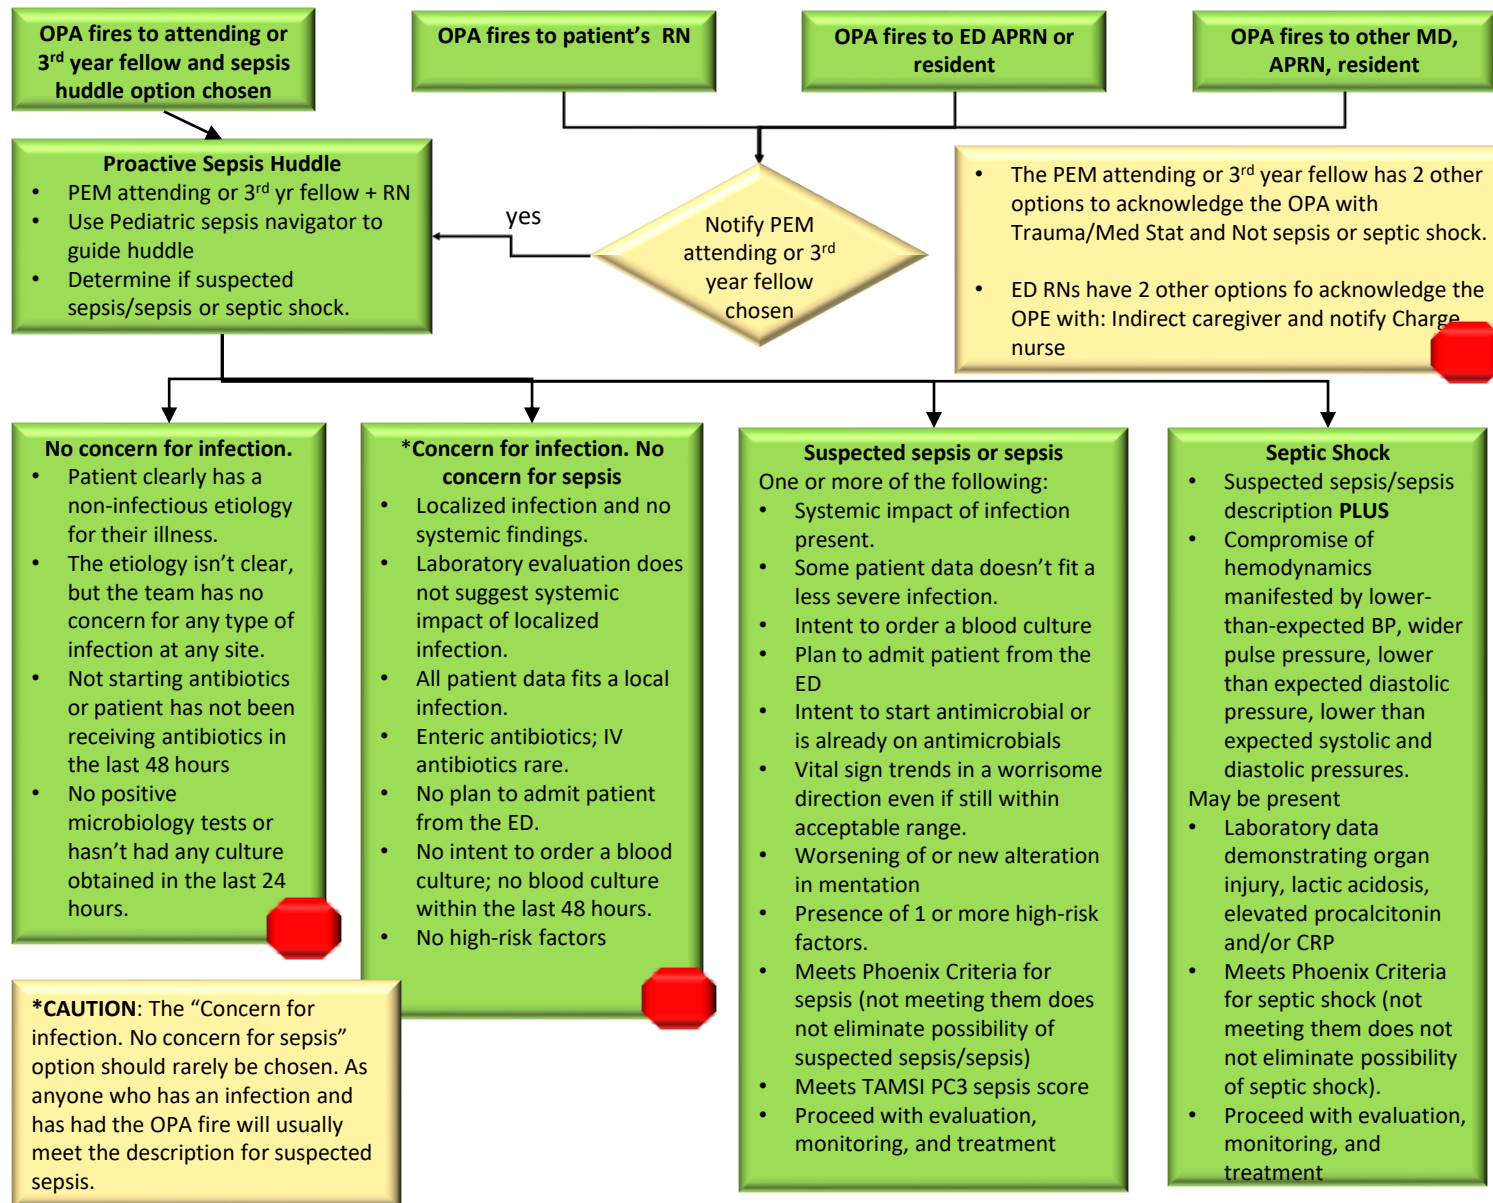 OPA fires to attending or
3rd year fellow and sepsis
huddle option chosen
OPA fires to patient's RN
OPA fires to ED APRN or
resident
OPA fires to other MD,
APRN, resident
Proactive Sepsis Huddle
• PEM attending or 3rd yr fellow + RN
• Use Pediatric sepsis navigator to
guide huddle
• Determine if suspected
sepsis/sepsis or septic shock.
yes
Notify PEM
attending or 3rd
year fellow
chosen
• The PEM attending or 3rd year fellow has 2 other
options to acknowledge the OPA with
Trauma/Med Stat and Not sepsis or septic shock.
• ED RNs have 2 other options fo acknowledge the
OPE with: Indirect caregiver and notify Charge
nurse
No concern for infection.
• Patient clearly has a
non-infectious etiology
for their illness.
• The etiology isn't clear,
but the team has no
concern for any type of
infection at any site.
• Not starting antibiotics
or patient has not been
receiving antibiotics in
the last 48 hours
• No positive
microbiology tests or
hasn't had any culture
obtained in the last 24
hours.
*Concern for infection. No
concern for sepsis
• Localized infection and no
systemic findings.
• Laboratory evaluation does
not suggest systemic
impact of localized
infection.
• All patient data fits a local
infection.
• Enteric antibiotics; IV
antibiotics rare.
• No plan to admit patient
from the ED.
• No intent to order a blood
culture; no blood culture
within the last 48 hours.
• No high-risk factors
Suspected sepsis or sepsis
One or more of the following:
• Systemic impact of infection
present.
• Some patient data doesn't fit a
less severe infection.
• Intent to order a blood culture
• Plan to admit patient from the
ED
• Intent to start antimicrobial or
is already on antimicrobials
• Vital sign trends in a worrisome
direction even if still within
acceptable range.
• Worsening of or new alteration
in mentation
• Presence of 1 or more high-risk
factors.
• Meets Phoenix Criteria for
sepsis (not meeting them does
not eliminate possibility of
suspected sepsis/sepsis)
• Meets TAMSI PC3 sepsis score
• Proceed with evaluation,
monitoring, and treatment
Septic Shock
• Suspected sepsis/sepsis
description PLUS
• Compromise of
hemodynamics
manifested by lower-
than-expected BP, wider
pulse pressure, lower
than expected diastolic
pressure, lower than
expected systolic and
diastolic pressures.
May be present
• Laboratory data
demonstrating organ
injury, lactic acidosis,
elevated procalcitonin
and/or CRP
• Meets Phoenix Criteria
for septic shock (not
meeting them does not
not eliminate possibility
of septic shock).
• Proceed with evaluation,
monitoring, and
treatment
*CAUTION: The "Concern for
infection. No concern for sepsis"
option should rarely be chosen. As
anyone who has an infection and
has had the OPA fire will usually
meet the description for suspected
sepsis.